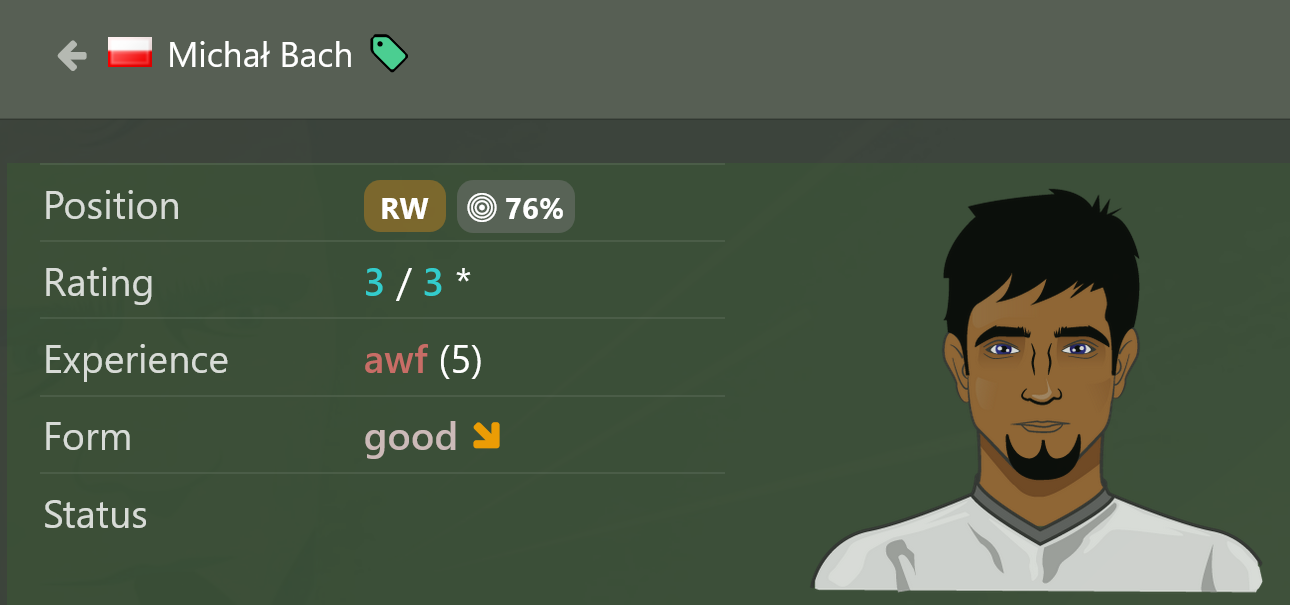 Michał Bach
Position RW 76%
Rating 3 / 3 *
Experience awf (5)
Form good
Status